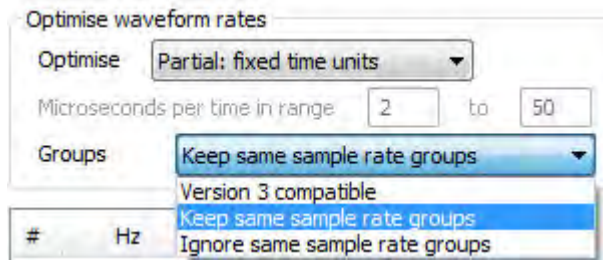 Optimise waveform rates
Optimise Partial: fixed time units
Microseconds per time in range 2 to 50
Groups Keep same sample rate groups
Version 3 compatible
Keep same sample rate groups
# Hz Ignore same sample rate groups